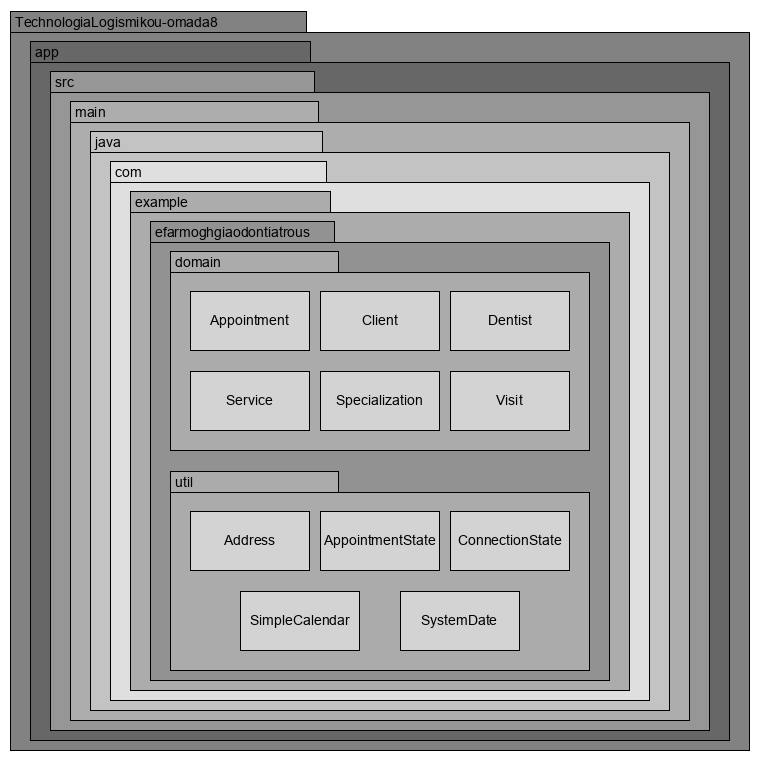 TechnologiaLogismikou-omada8
app
src
main
java
com
example
efarmoghgiaodontiatrous
domain
Appointment Client Dentist
Service Specialization Visit
util
Address AppointmentState ConnectionState
SimpleCalendar SystemDate